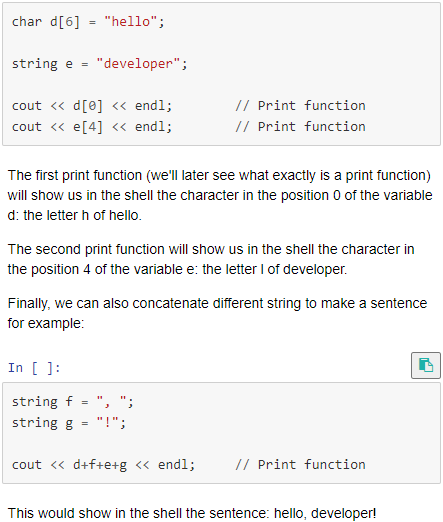 char d[6] = "hello";
string e = "developer";
cout << d[0] << endl;        // Print function
cout << e[4] << endl;        // Print function
The first print function (we'll later see what exactly is a print function)
will show us in the shell the character in the position 0 of the variable
d: the letter h of hello.
The second print function will show us in the shell the character in
the position 4 of the variable e: the letter l of developer.
Finally, we can also concatenate different string to make a sentence
for example:
In [ ]:
string f = ", ";
string g = "!";
cout << d+f+e+g << endl;     // Print function
This would show in the shell the sentence: hello, developer!